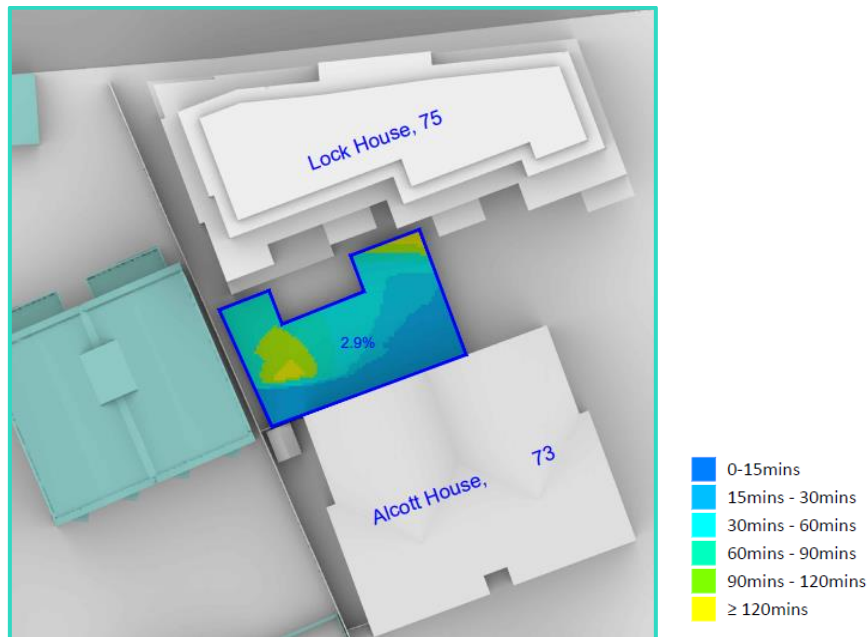 Lock House, 75
2.9%
Alcott House, 73
0-15mins
15mins - 30mins
30mins - 60mins
60mins - 90mins
90mins - 120mins
≥ 120mins